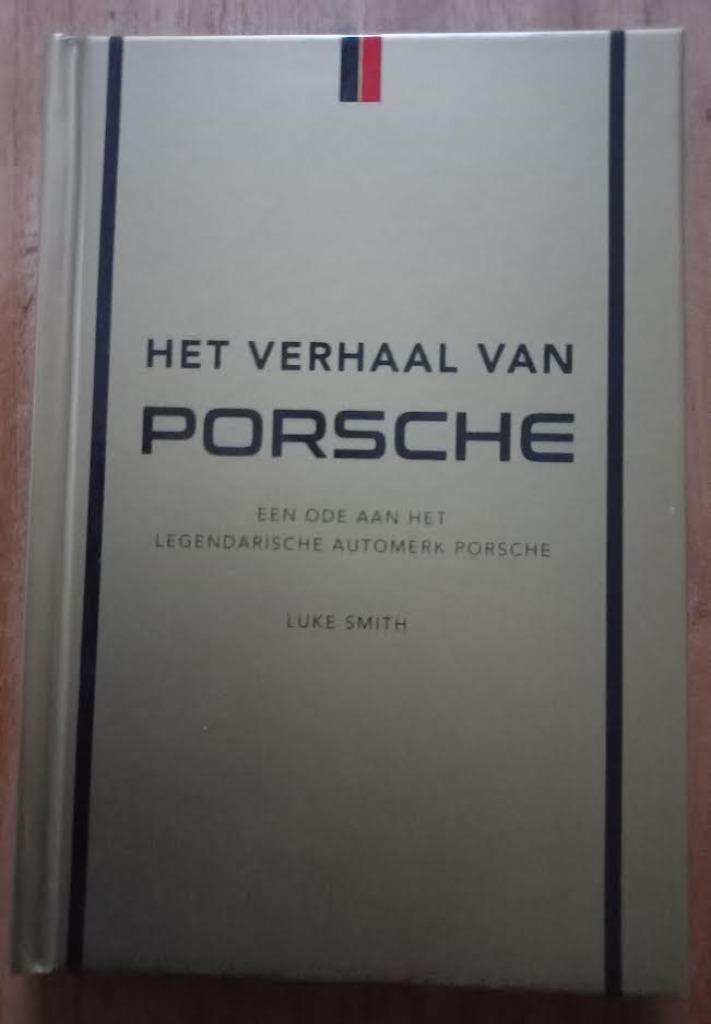 HET VERHAAL VAN
PORSCHE
EEN ODE AAN HET
LEGENDARISCHE AUTOMERK PORSCHE
LUKE SMITH